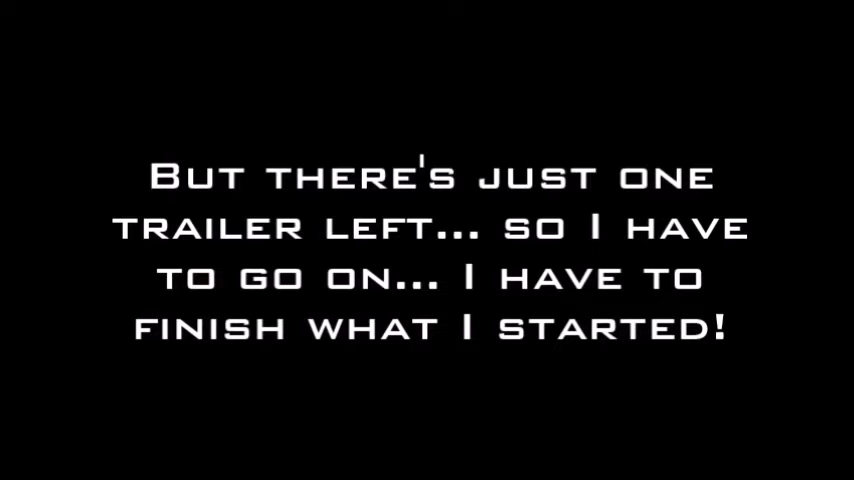 But there's just one
trailer left... so I have
to go on... I have to
finish what I started!